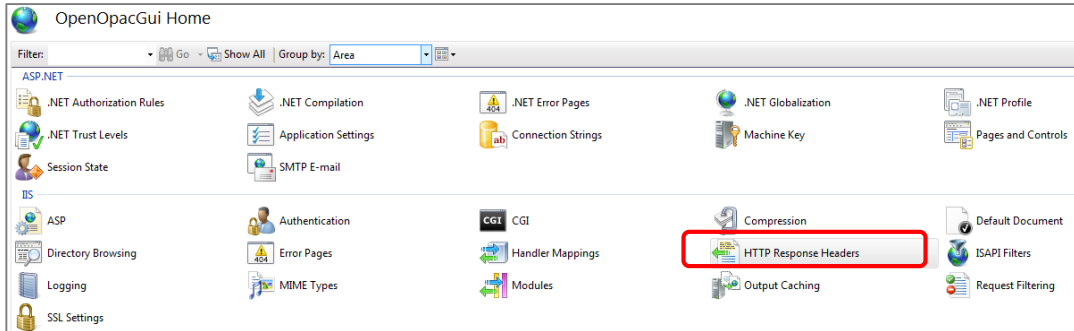 OpenOpacGui Home
Filter: Go Show All Group by: Area
ASP.NET
.NET Authorization Rules .NET Compilation .NET Error Pages .NET Globalization .NET Profile
.NET Trust Levels Application Settings Connection Strings Machine Key Pages and Controls
Session State SMTP E-mail
IIS
ASP Authentication CGI CGI Compression Default Document
Directory Browsing Error Pages Handler Mappings HTTP Response Headers ISAPI Filters
Logging MIME Types Modules Output Caching Request Filtering
SSL Settings